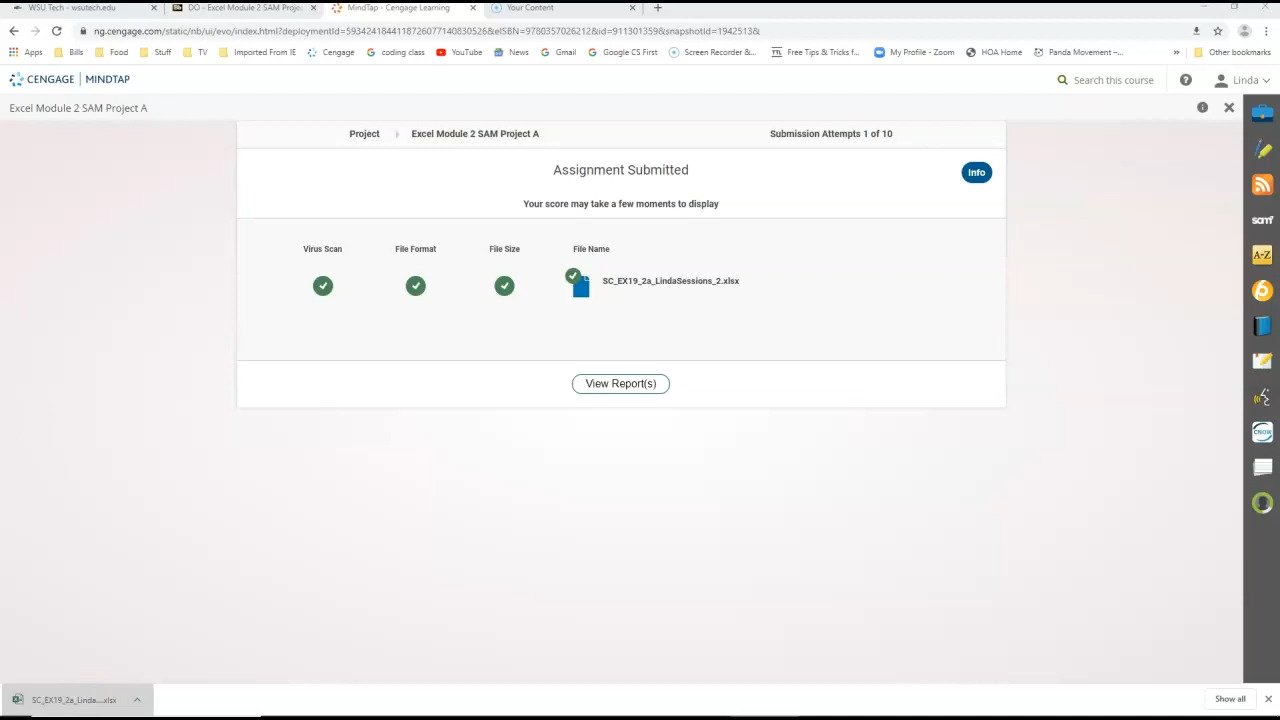 WSU Tech - wsutech.edu
DO - Excel Module 2 SAM Projec
MindTap - Cengage Learning
Your Content
ng.cengage.com/static/nb/ui/evo/index.html?deploymentId=5934241844118726077140830526&eISBN=9780357026212&id=911301359&snapshotId=1942513&
Apps
Bills
Food
Stuff
TV
Imported From IE
Cengage
coding class
YouTube
News
Gmail
Google CS First
Screen Recorder &...
TTL
Free Tips & Tricks f...
My Profile - Zoom
HOA Home
Panda Movement –...
»
Other bookmarks
CENGAGE | MINDTAP
Search this course
Linda
Excel Module 2 SAM Project A
Project
Excel Module 2 SAM Project A
Submission Attempts 1 of 10
Assignment Submitted
Info
Your score may take a few moments to display
Virus Scan
File Format
File Size
File Name
SC_EX19_2a_LindaSessions_2.xlsx
View Report(s)
sam
A-Z
CNOW
SC_EX19_2a_Linda....xlsx
Show all